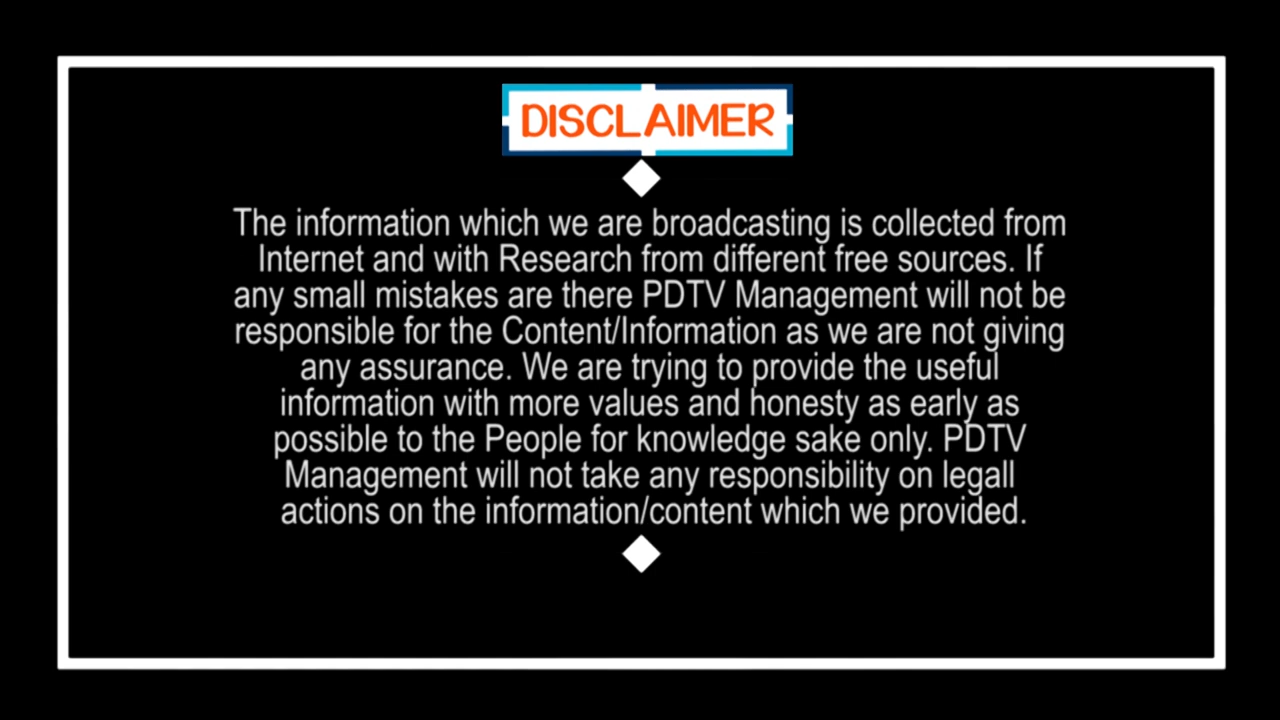 DISCLAIMER
The information which we are broadcasting is collected from
Internet and with Research from different free sources. If
any small mistakes are there PDTV Management will not be
responsible for the Content/Information as we are not giving
any assurance. We are trying to provide the useful
information with more values and honesty as early as
possible to the People for knowledge sake only. PDTV
Management will not take any responsibility on legall
actions on the information/content which we provided.